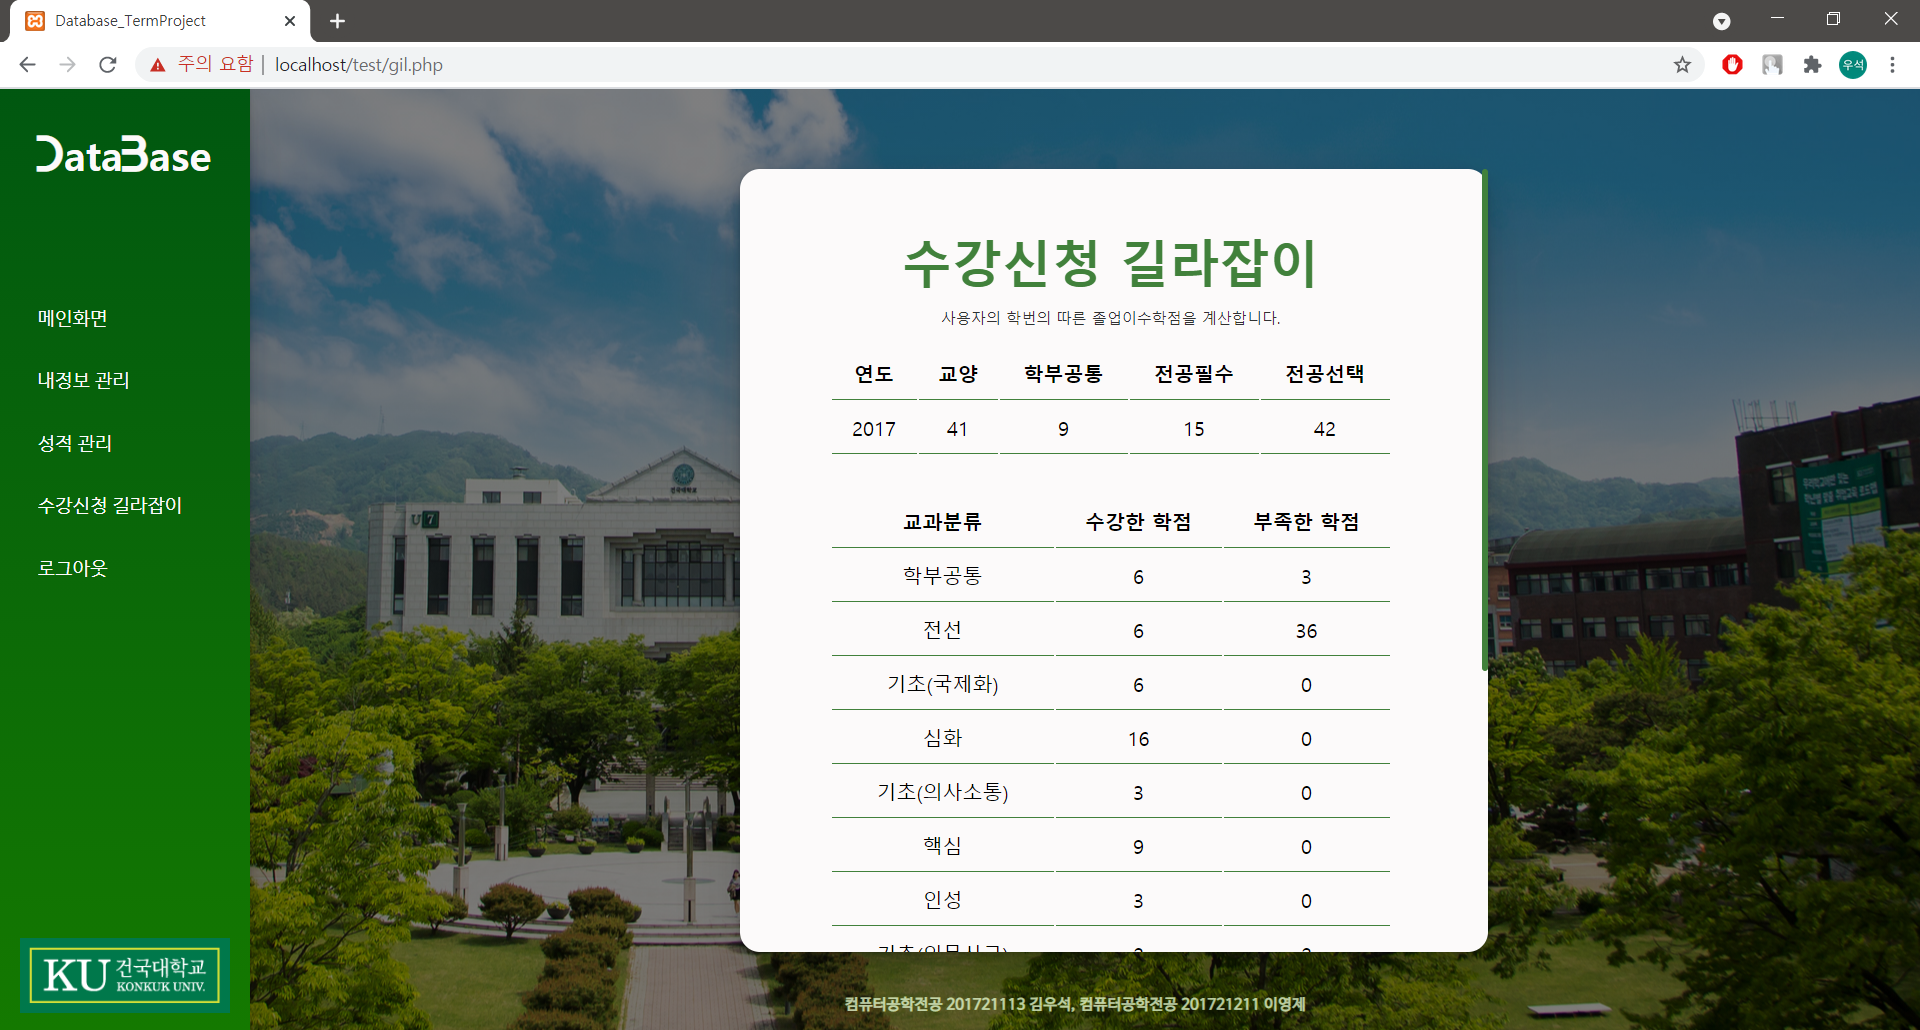 Database_TermProject
주의 요함 | localhost/test/gil.php
우석
DataBase
메인화면
내정보 관리
성적 관리
수강신청 길라잡이
로그아웃
KU 건국대학교
KONKUK UNIV.
건국대학교
U 7
수강신청 길라잡이
사용자의 학번의 따른 졸업이수학점을 계산합니다.
연도 교양 학부공통 전공필수 전공선택
2017 41 9 15 42
교과분류 수강한 학점 부족한 학점
학부공통 6 3
전선 6 36
기초(국제화) 6 0
심화 16 0
기초(의사소통) 3 0
핵심 9 0
인성 3 0
컴퓨터공학전공 201721113 김우석, 컴퓨터공학전공 201721211 이영제